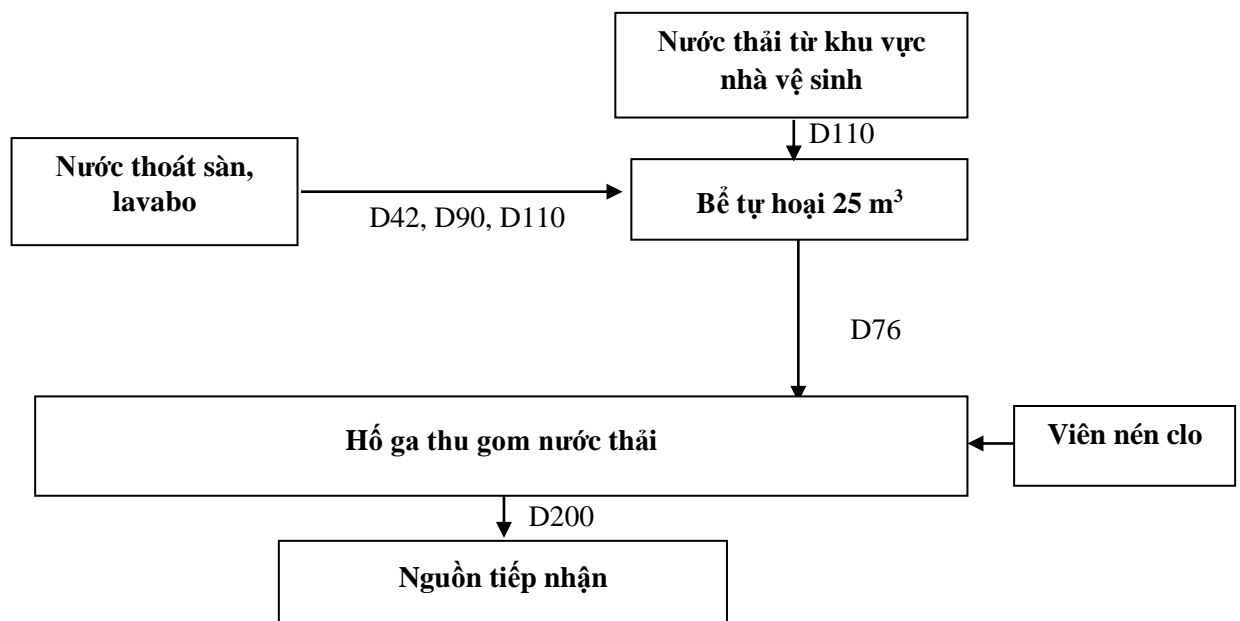 Nước thải từ khu vực
nhà vệ sinh
D110
Nước thoát sàn,
lavabo
D42, D90, D110
Bể tự hoại 25 m³
D76
Hố ga thu gom nước thải
Viên nén clo
D200
Nguồn tiếp nhận